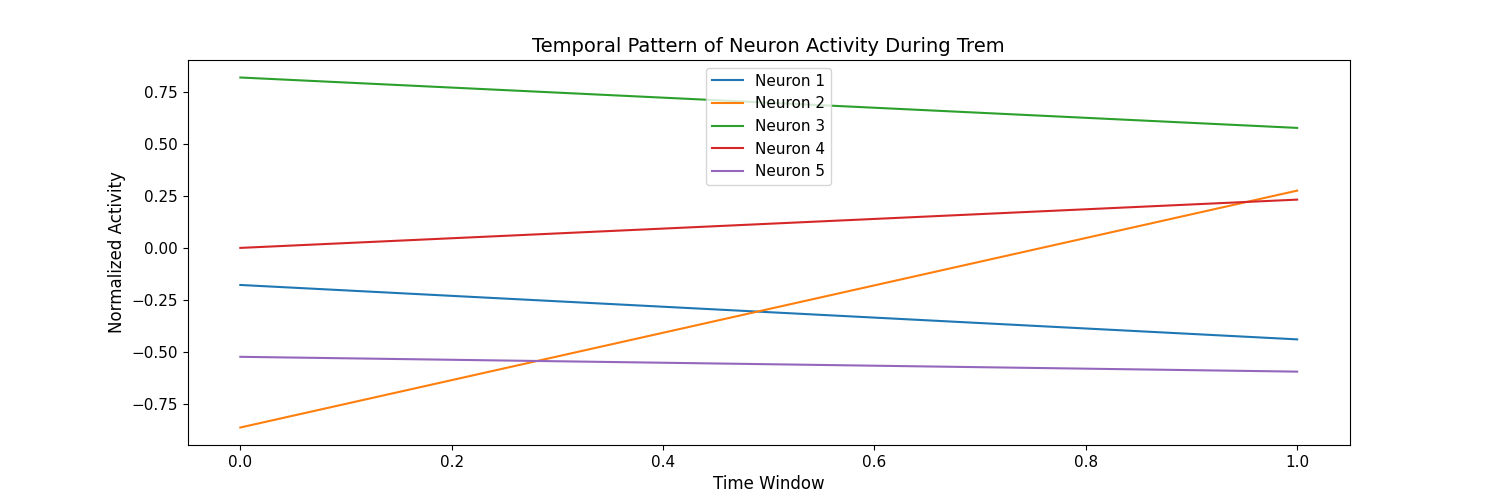 Temporal Pattern of Neuron Activity During Trem
Neuron 1
Neuron 2
Neuron 3
Neuron 4
Neuron 5
Normalized Activity
0.75
0.50
0.25
0.00
−0.25
−0.50
−0.75
0.0 0.2 0.4 0.6 0.8 1.0
Time Window